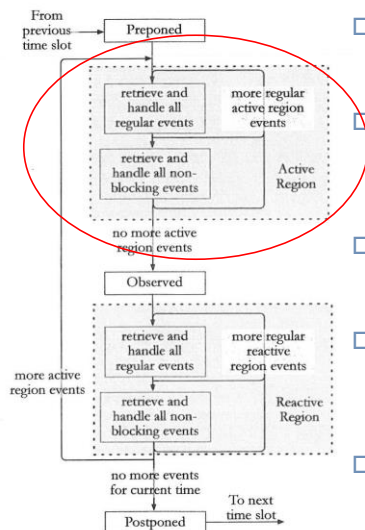 From
previous
time slot
Preponed
retrieve and
handle all
regular events
more regular
active region
events
retrieve and
handle all non-
blocking events
Active
Region
no more active
region events
Observed
retrieve and
handle all
regular events
more regular
reactive
region events
more active
region events
retrieve and
handle all non-
blocking events
Reactive
Region
no more events
for current time
To next
time slot
Postponed